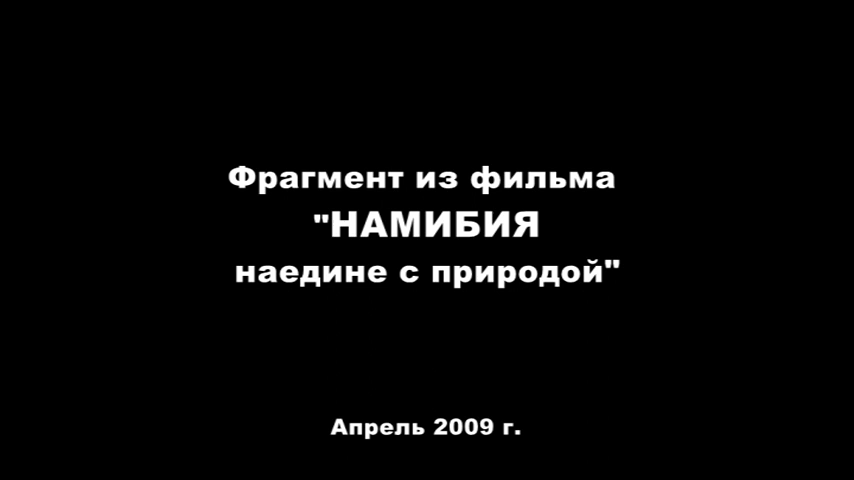 Фрагмент из фильма
"НАМИБИЯ
наедине с природой"
Апрель 2009 г.